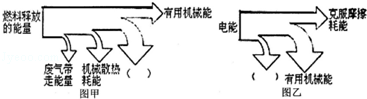 燃料释放
的能量
有用机械能
废气带
走能量
机械散热
耗能
(  )
图甲
电能
克服摩擦
耗能
(  )
有用机械能
图乙